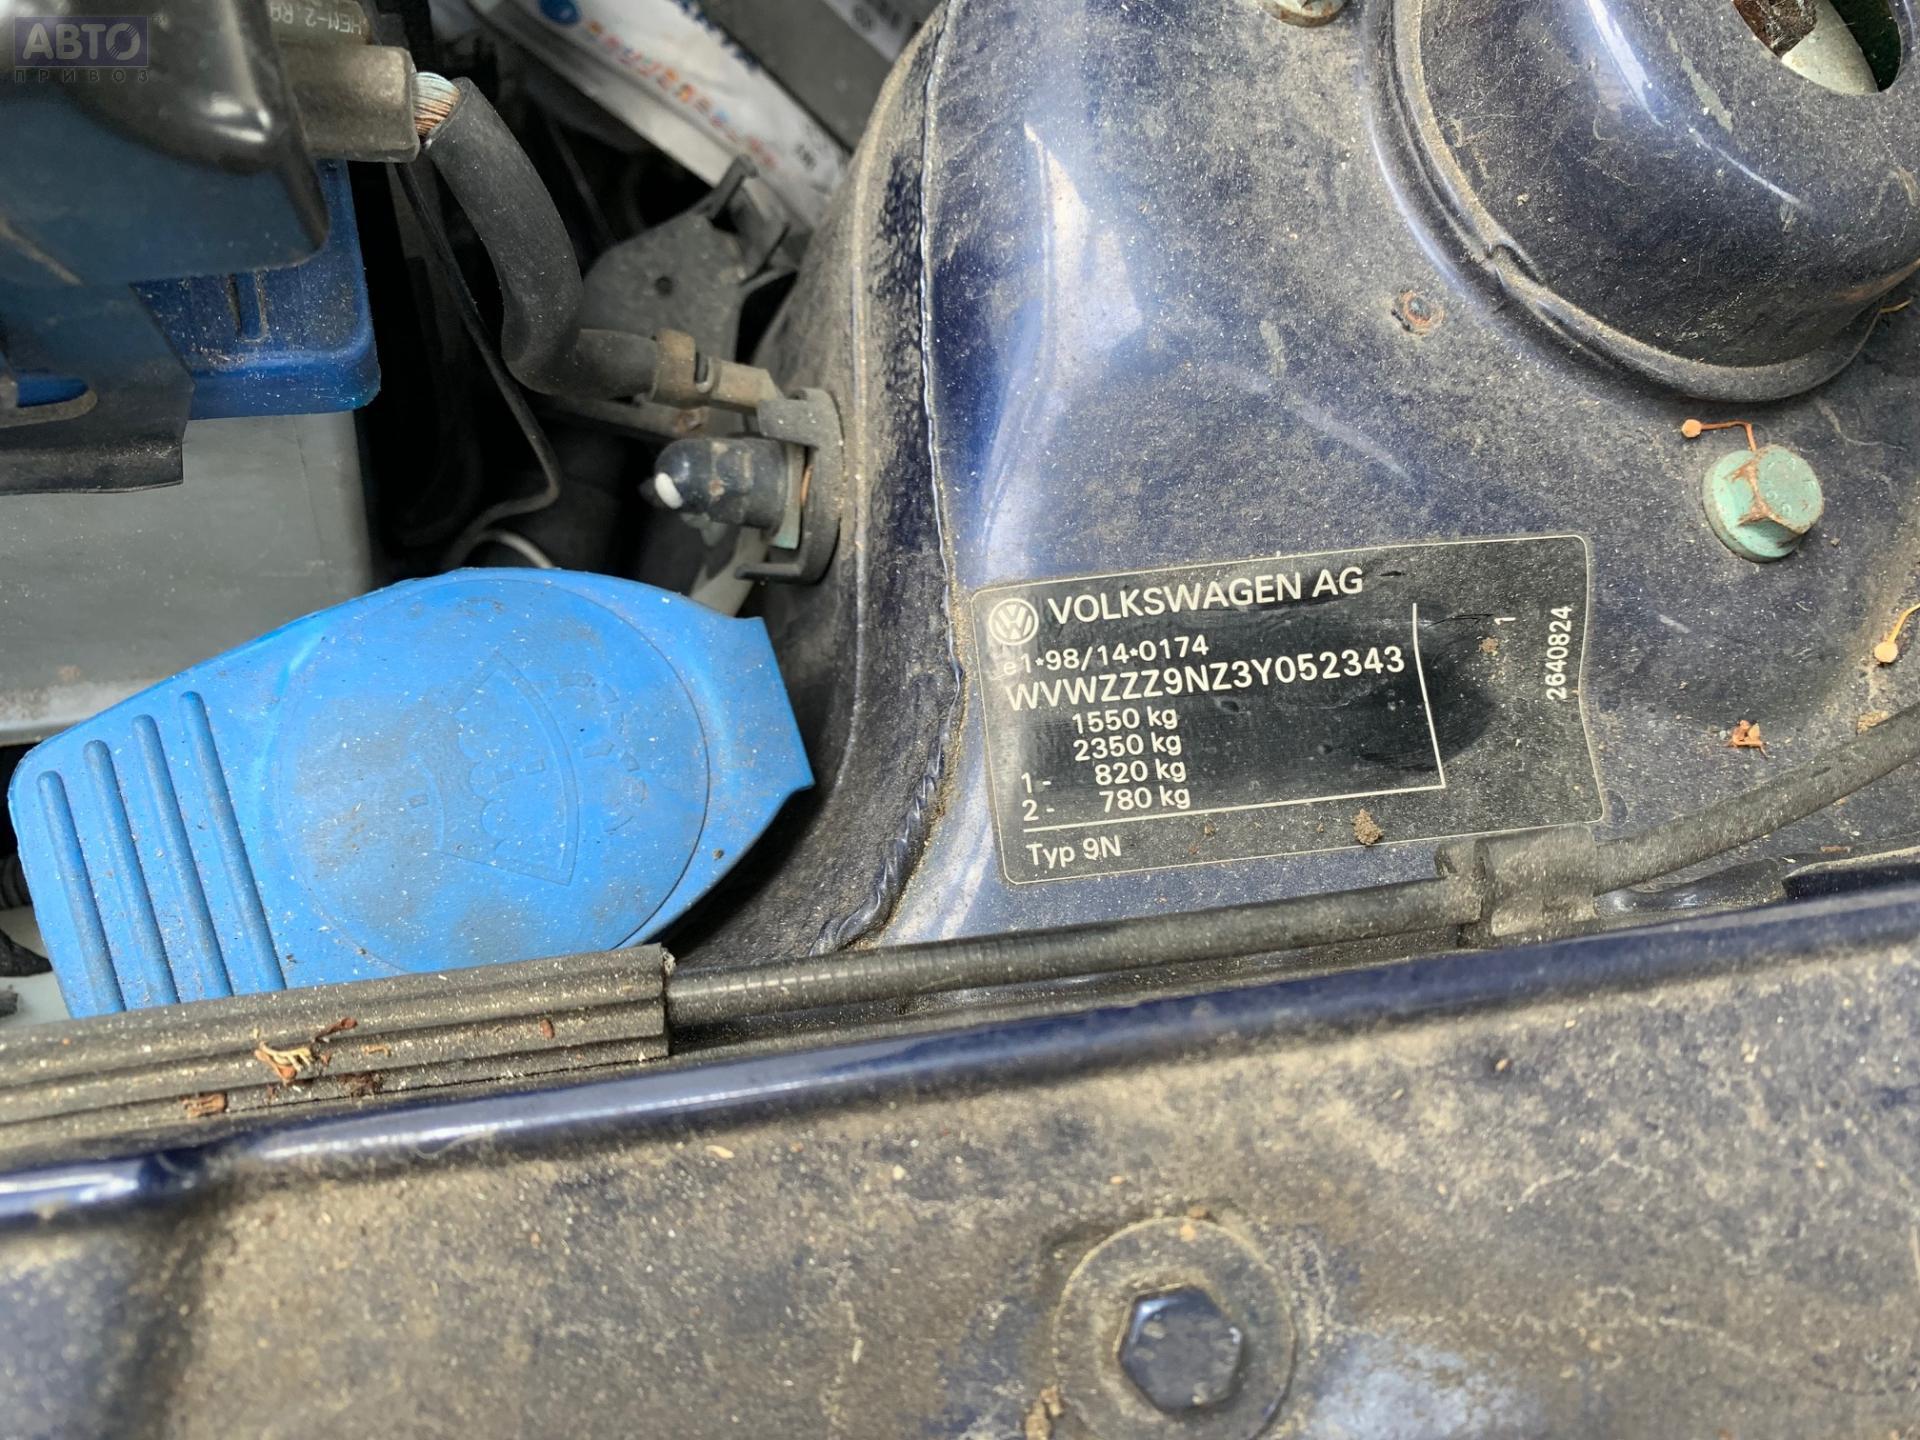 АВТО
ПРИВОЗ
VOLKSWAGEN AG
e1*98/14*0174
WVWZZZ9NZ3Y052343
1550 kg
2350 kg
1 - 820 kg
2 - 780 kg
Typ 9N
1
2640824